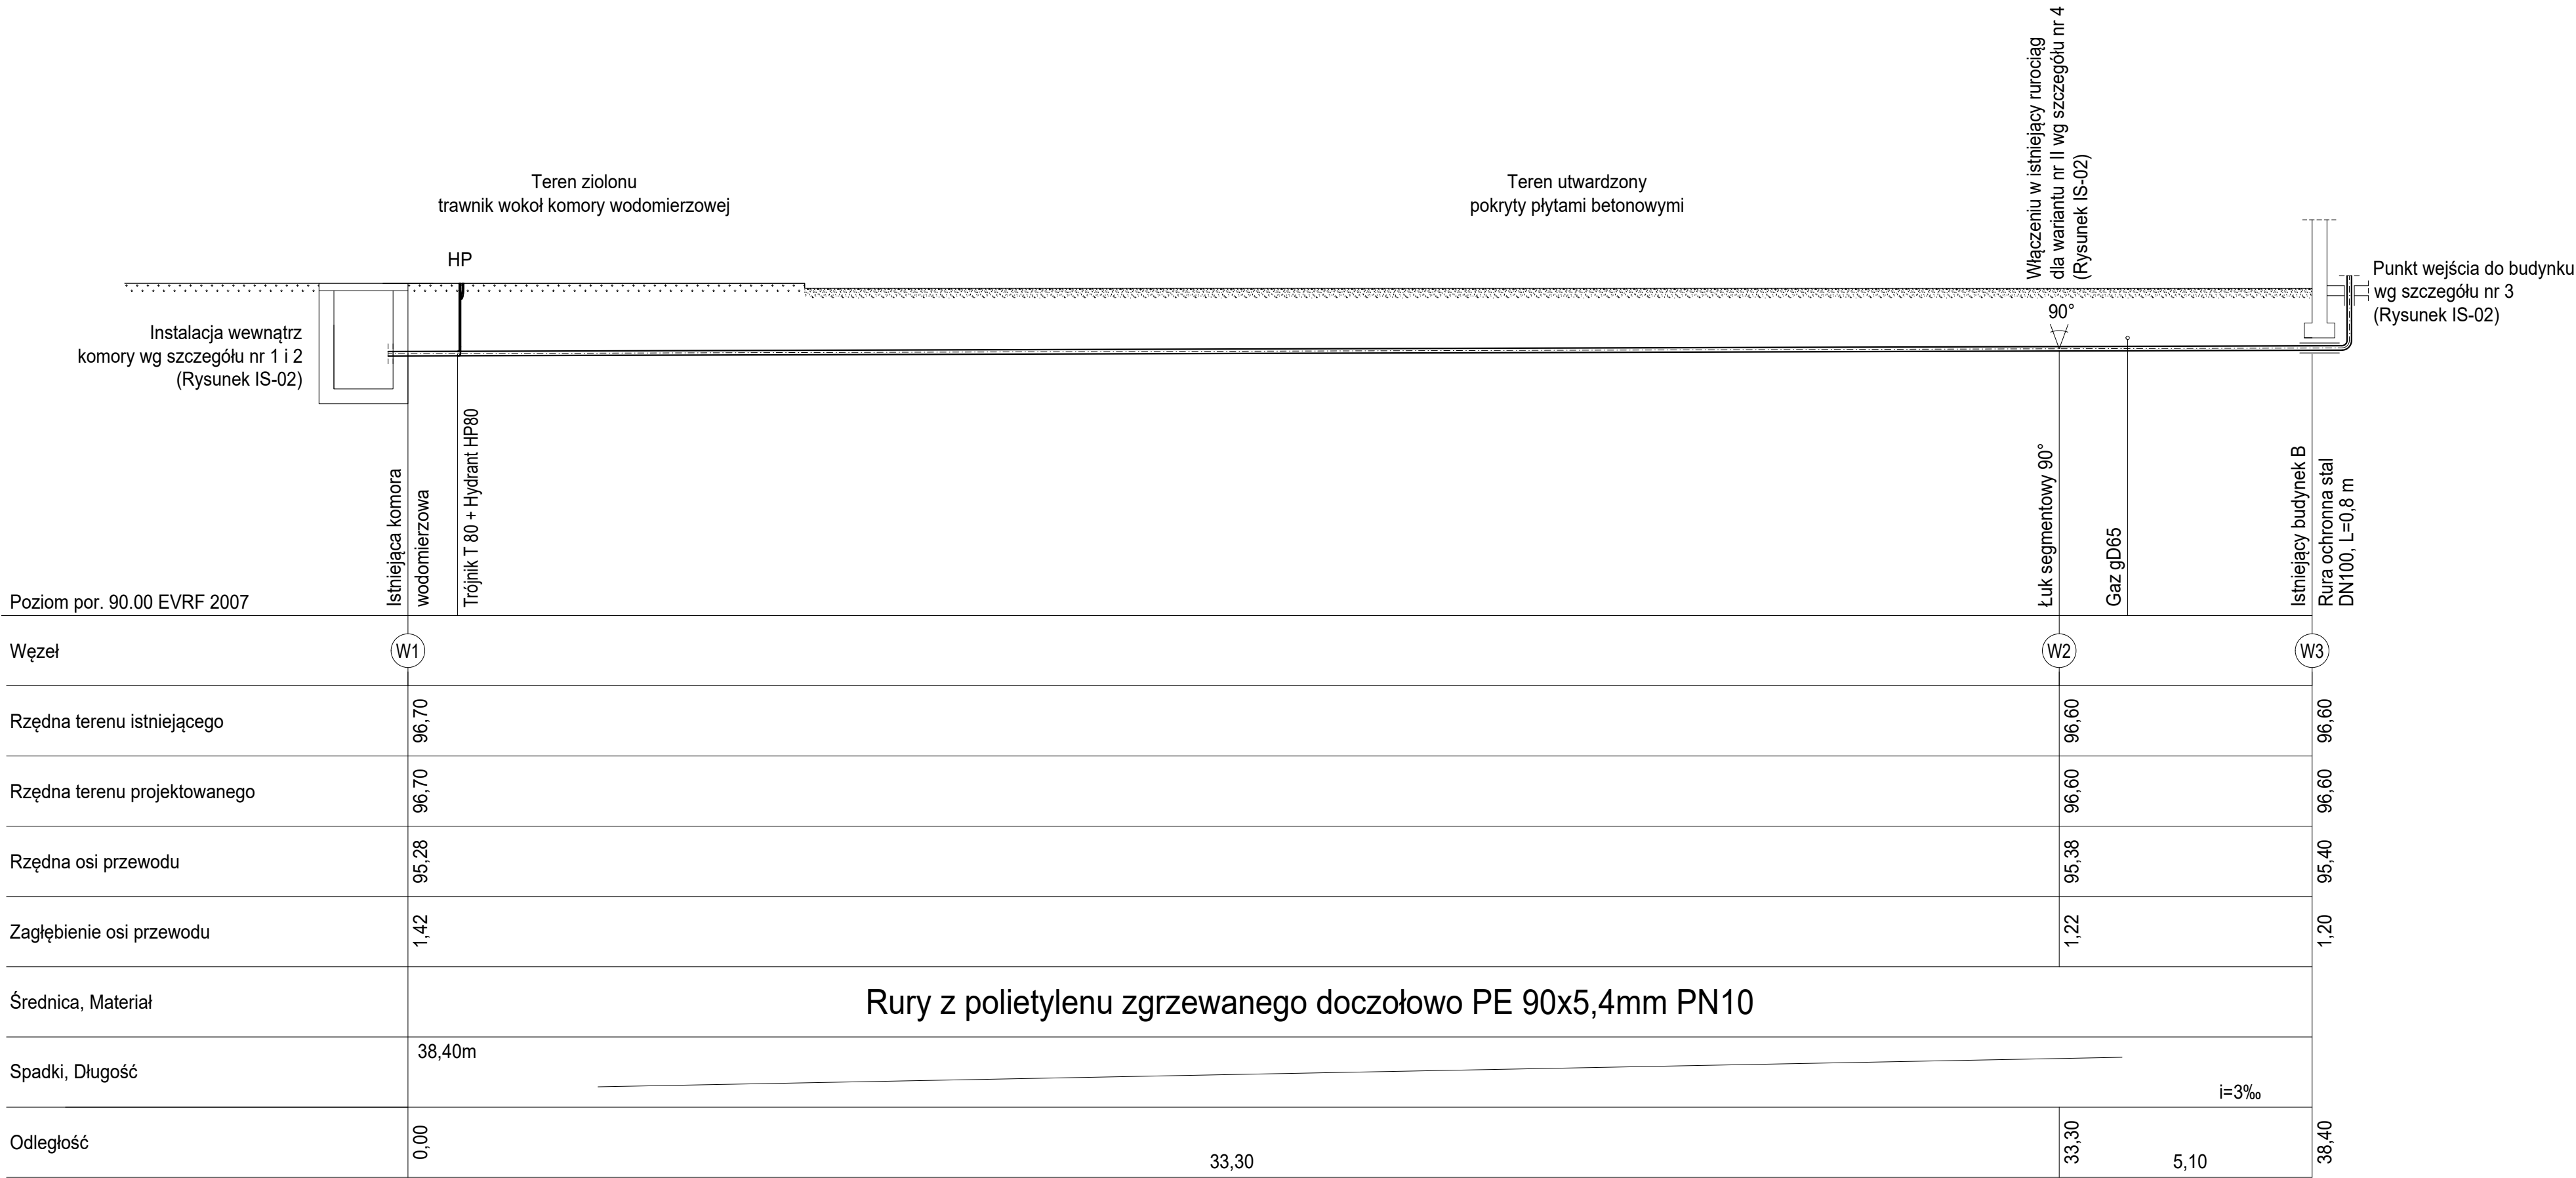 Włączeniu w istniejący rurociąg
dla wariantu nr II wg szczegółu nr 4
(Rysunek IS-02)
Teren ziolonu
trawnik wokoł komory wodomierzowej
Teren utwardzony
pokryty płytami betonowymi
HP
Punkt wejścia do budynku
wg szczegółu nr 3
(Rysunek IS-02)
90°
Instalacja wewnątrz
komory wg szczegółu nr 1 i 2
(Rysunek IS-02)
Istniejąca komora
wodomierzowa
Trójnik T 80 + Hydrant HP80
Łuk segmentowy 90°
Gaz gD65
Istniejący budynek B
Rura ochronna stal
DN100, L=0,8 m
Poziom por. 90.00 EVRF 2007
Węzeł W1 W2 W3
Rzędna terenu istniejącego 96,70 96,60 96,60
Rzędna terenu projektowanego 96,70 96,60 96,60
Rzędna osi przewodu 95,28 95,38 95,40
Zagłębienie osi przewodu 1,42 1,22 1,20
Średnica, Materiał Rury z polietylenu zgrzewanego doczołowo PE 90x5,4mm PN10
Spadki, Długość 38,40m i=3‰
Odległość 0,00 33,30 33,30 5,10 38,40